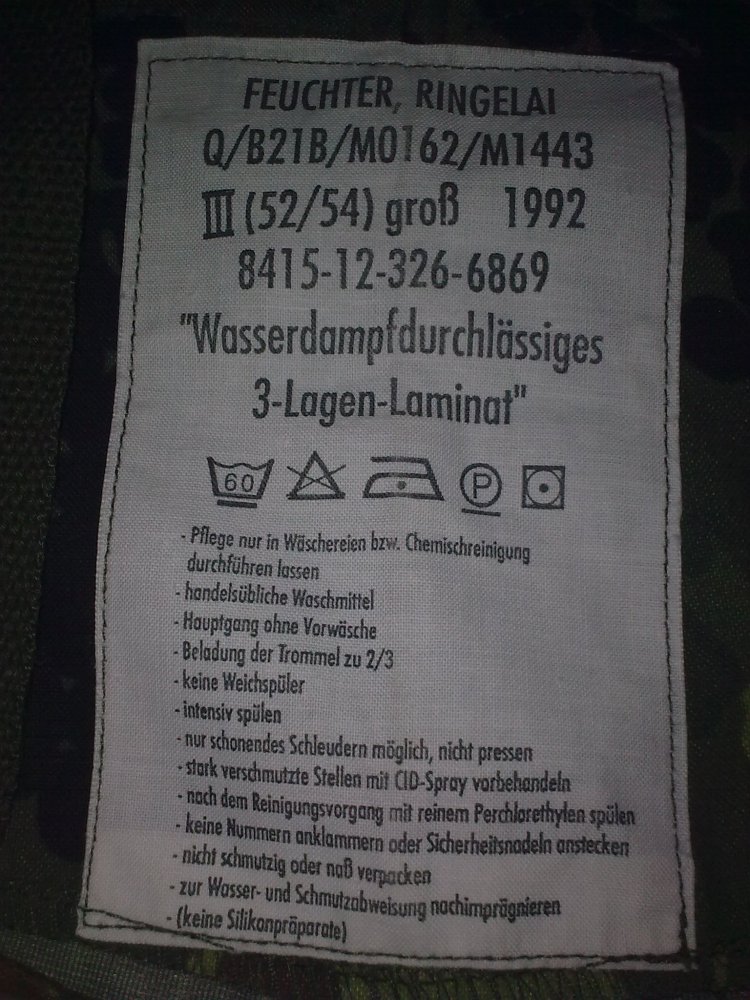 FEUCHTER, RINGELAI
Q/B21B/M0162/M1443
III (52/54) groß 1992
8415-12-326-6869
"Wasserdampfdurchlässiges
3-Lagen-Laminat"
60 P
- Pflege nur in Wäschereien bzw. Chemischreinigung
durchführen lassen
- handelsübliche Waschmittel
- Hauptgang ohne Vorwäsche
- Beladung der Trommel zu 2/3
- keine Weichspüler
- intensiv spülen
- nur schonendes Schleudern möglich, nicht pressen
- stark verschmutzte Stellen mit CID-Spray vorbehandeln
- nach dem Reinigungsvorgang mit reinem Perchlorethylen spülen
- keine Nummern anklammern oder Sicherheitsnadeln anstecken
- nicht schmutzig oder naß verpacken
- zur Wasser- und Schmutzabweisung nachimprägnieren
- (keine Silikonpräparate)